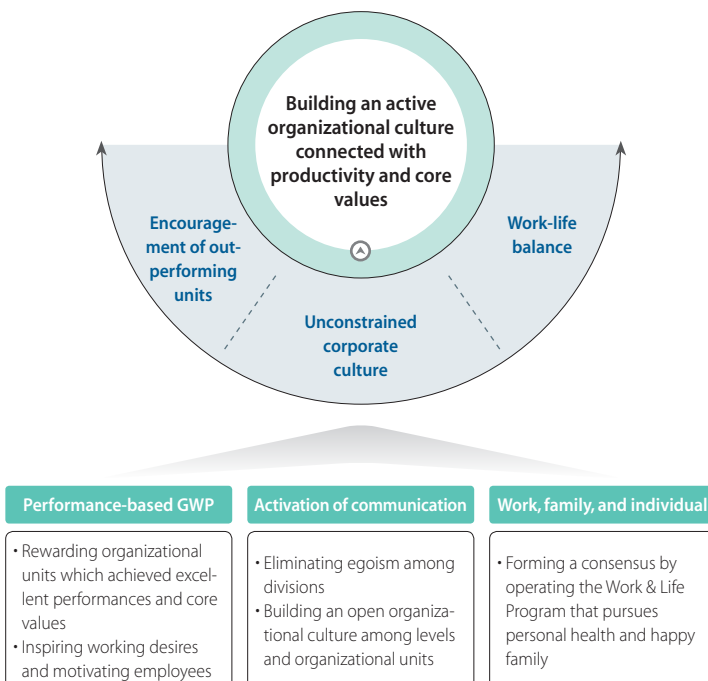 Building an active
organizational culture
connected with
productivity and core
values
Encourage-
ment of out-
performing
units
Unconstrained
corporate
culture
Work-life
balance
Performance-based GWP
• Rewarding organizational
units which achieved excel-
lent performances and core
values
• Inspiring working desires
and motivating employees
Activation of communication
• Eliminating egoism among
divisions
• Building an open organiza-
tional culture among levels
and organizational units
Work, family, and individual
• Forming a consensus by
operating the Work & Life
Program that pursues
personal health and happy
family